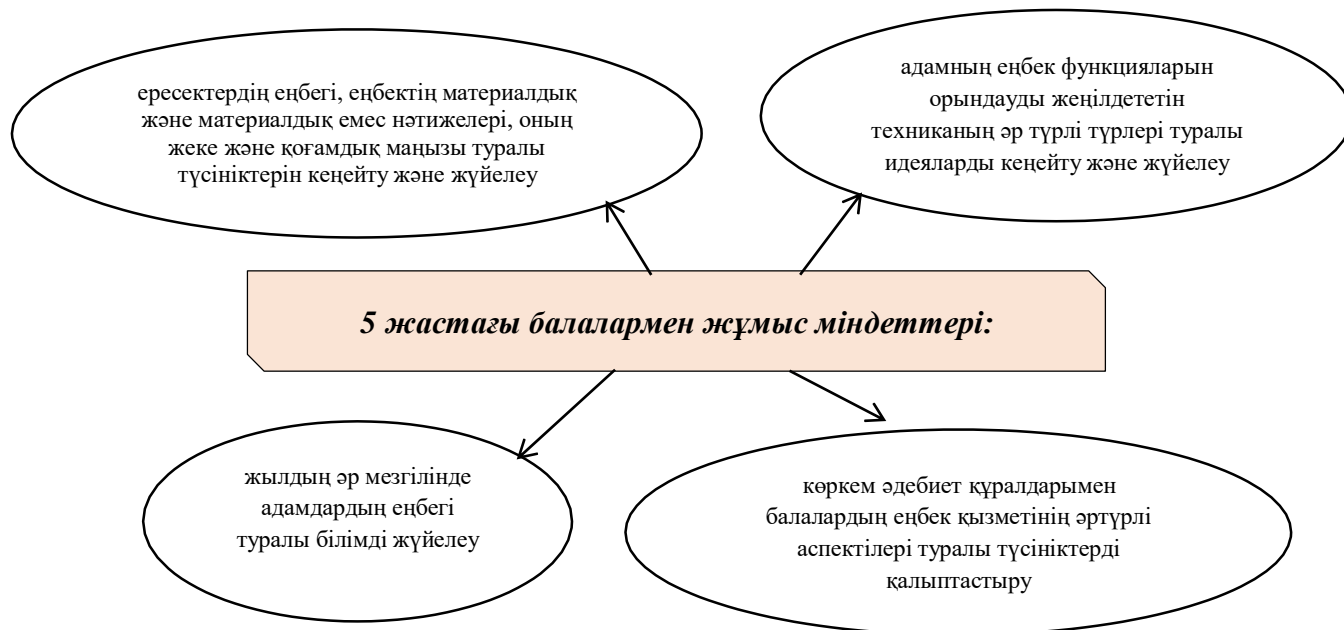 ересектердің еңбегі, еңбектің материалдық
және материалдық емес нәтижелері, оның
жеке және қоғамдық маңызы туралы
түсініктерін кеңейту және жүйелеу
адамның еңбек функцияларын
орындауды жеңілдететін
техниканың әр түрлі түрлері туралы
идеяларды кеңейту және жүйелеу
5 жастағы балалармен жұмыс міндеттері:
жылдың әр мезгілінде
адамдардың еңбегі
туралы білімді жүйелеу
көркем әдебиет құралдарымен
балалардың еңбек қызметінің әртүрлі
аспектілері туралы түсініктерді
қалыптастыру